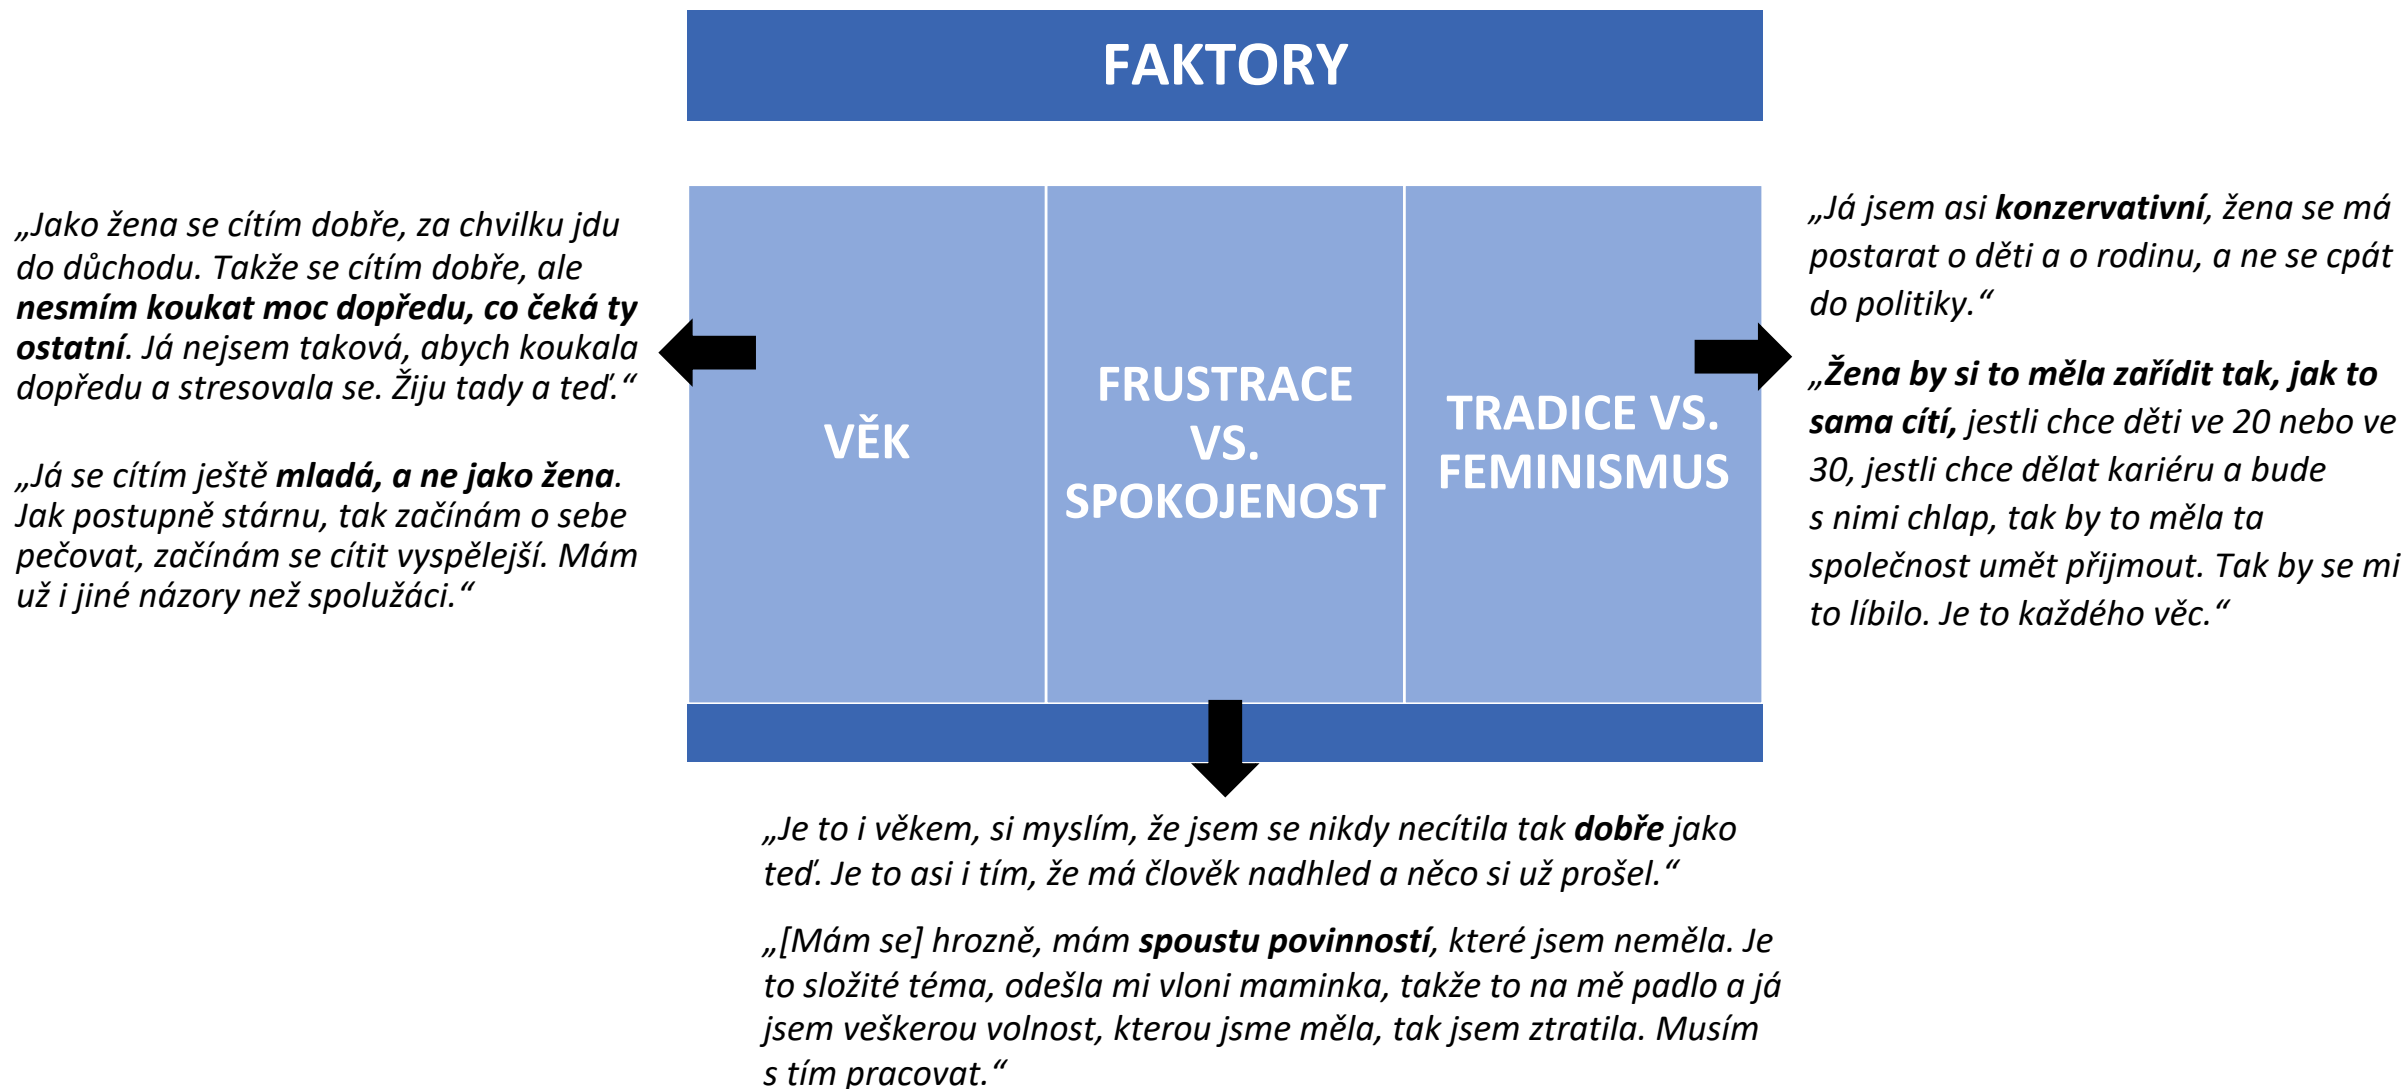 FAKTORY
„Jako žena se cítím dobře, za chvilku jdu
do důchodu. Takže se cítím dobře, ale
nesmím koukat moc dopředu, co čeká ty
ostatní. Já nejsem taková, abych koukala
dopředu a stresovala se. Žiju tady a teď.“
„Já se cítím ještě mladá, a ne jako žena.
Jak postupně stárnu, tak začínám o sebe
pečovat, začínám se cítit vyspělejší. Mám
už i jiné názory než spolužáci.“
VĚK
FRUSTRACE
VS.
SPOKOJENOST
TRADICE VS.
FEMINISMUS
„Já jsem asi konzervativní, žena se má
postarat o děti a o rodinu, a ne se cpát
do politiky.“
„Žena by si to měla zařídit tak, jak to
sama cítí, jestli chce děti ve 20 nebo ve
30, jestli chce dělat kariéru a bude
s nimi chlap, tak by to měla ta
společnost umět přijmout. Tak by se mi
to líbilo. Je to každého věc.“
„Je to i věkem, si myslím, že jsem se nikdy necítila tak dobře jako
teď. Je to asi i tím, že má člověk nadhled a něco si už prošel.“
„[Mám se] hrozně, mám spoustu povinností, které jsem neměla. Je
to složité téma, odešla mi vloni maminka, takže to na mě padlo a já
jsem veškerou volnost, kterou jsme měla, tak jsem ztratila. Musím
s tím pracovat.“